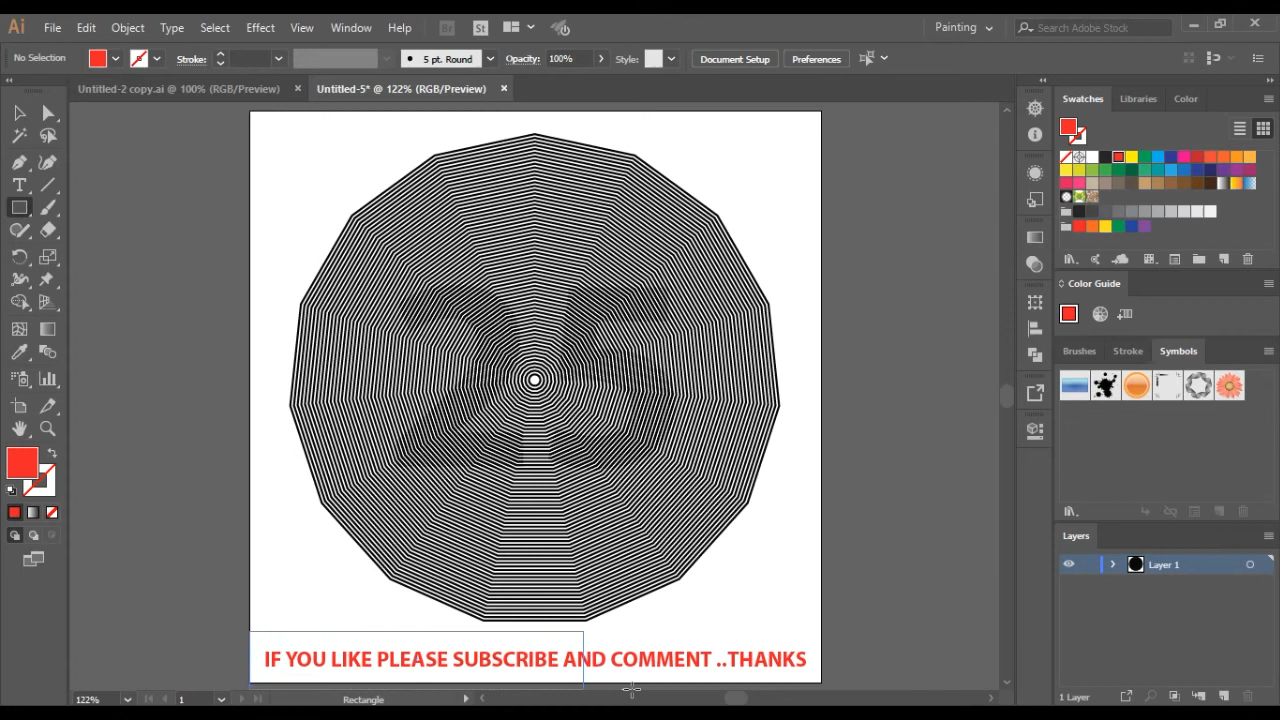 Ai File Edit Object Type Select Effect View Window Help Br St Painting Search Adobe Stock
No Selection Stroke: 5 pt. Round Opacity: 100% Style: Document Setup Preferences
Untitled-2 copy.ai @ 100% (RGB/Preview) × Untitled-5* @ 122% (RGB/Preview) ×
Swatches Libraries Color
Color Guide
Brushes Stroke Symbols
Layers
Layer 1
IF YOU LIKE PLEASE SUBSCRIBE AND COMMENT ..THANKS
122% 1 Rectangle 1 Layer